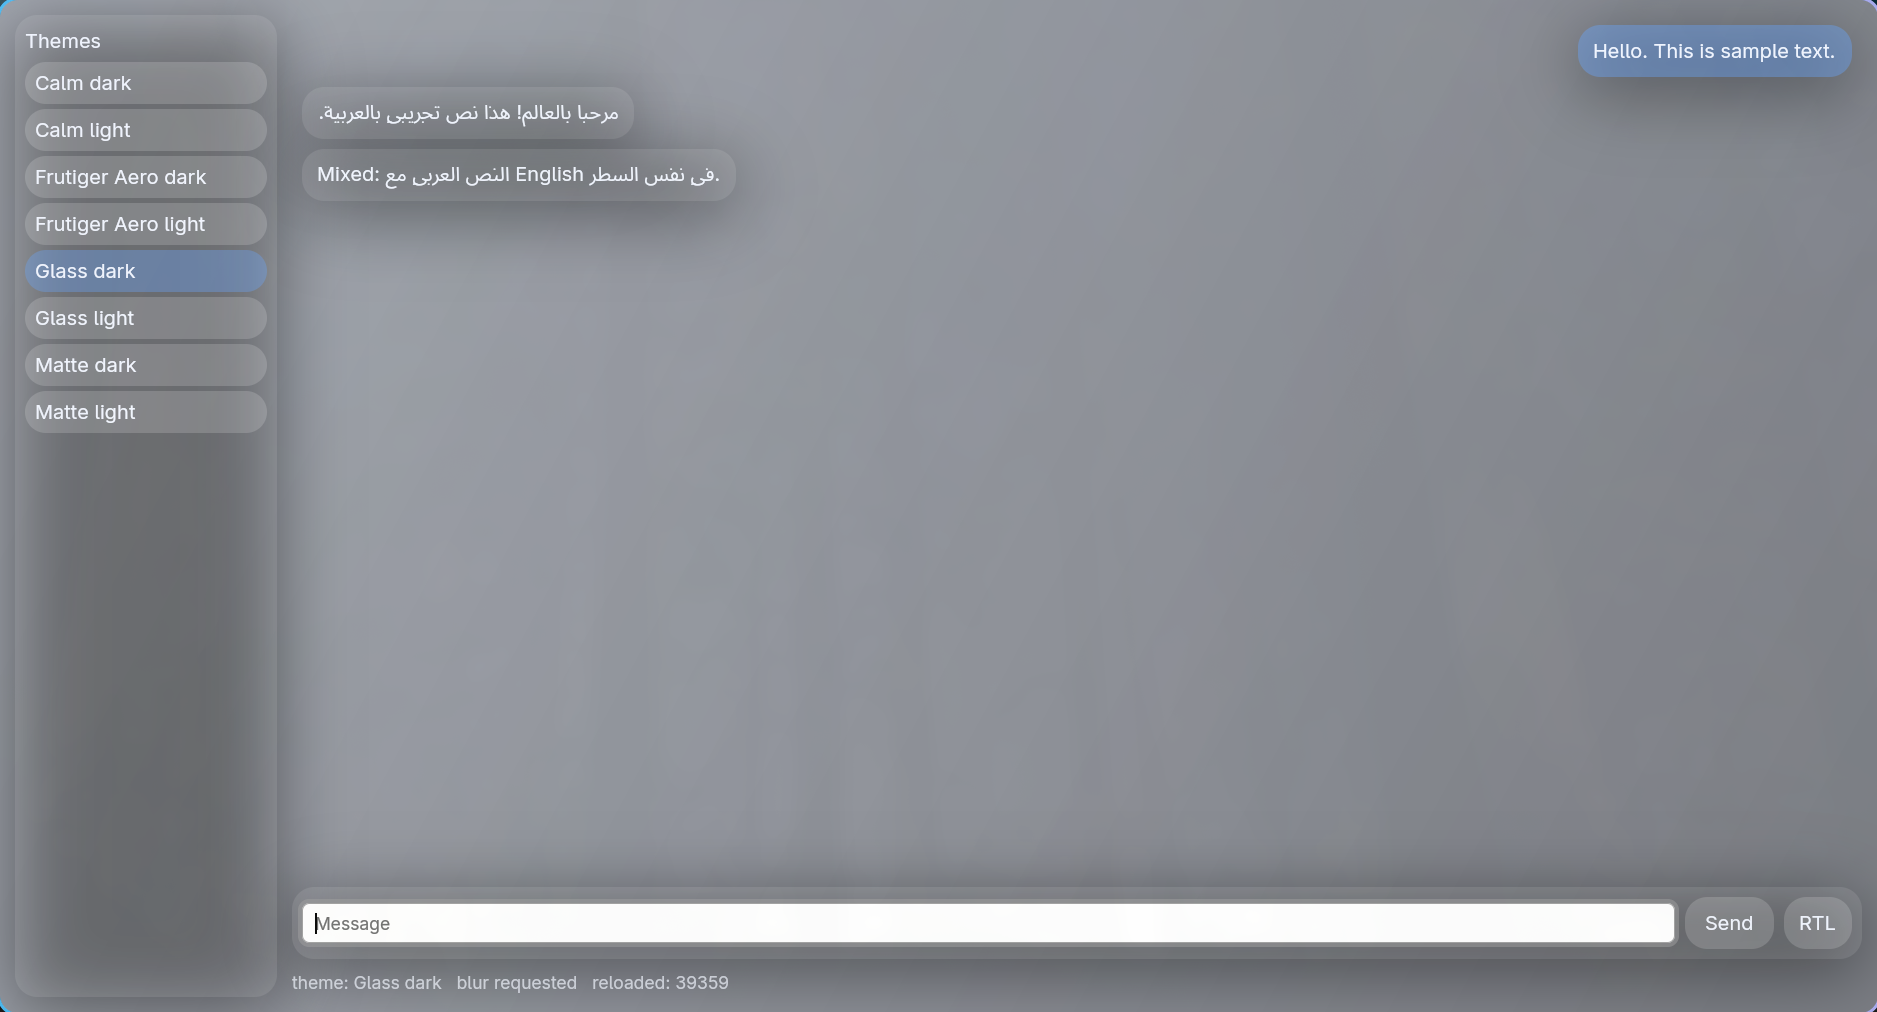 Themes
Calm dark
Calm light
Frutiger Aero dark
Frutiger Aero light
Glass dark
Glass light
Matte dark
Matte light
Hello. This is sample text.
مرحبا بالعالم! هذا نص تجريبي بالعربية.
Mixed: النص العربي مع English في نفس السطر.
Message
Send
RTL
theme: Glass dark blur requested reloaded: 39359